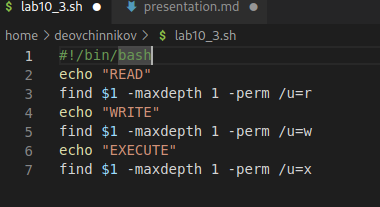 $ lab10_3.sh ● presentation.md ●
home > deovchinnikov > $ lab10_3.sh
1 #!/bin/bash
2 echo "READ"
3 find $1 -maxdepth 1 -perm /u=r
4 echo "WRITE"
5 find $1 -maxdepth 1 -perm /u=w
6 echo "EXECUTE"
7 find $1 -maxdepth 1 -perm /u=x